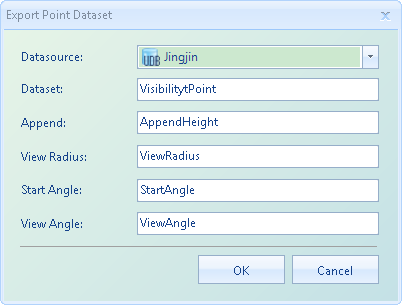 Export Point Dataset
Datasource: UDB Jingjin
Dataset: VisibilitytPoint
Append: AppendHeight
View Radius: ViewRadius
Start Angle: StartAngle
View Angle: ViewAngle
OK Cancel